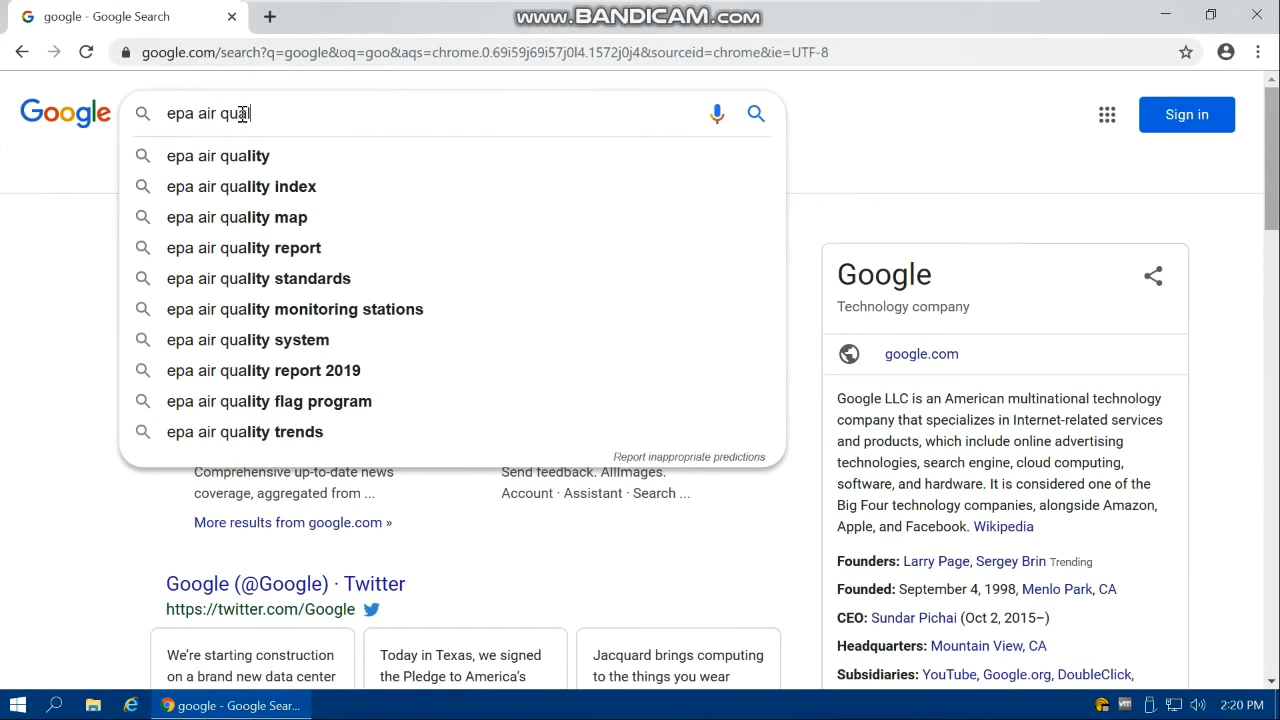 google - Google Search
www.BANDICAM.com
google.com/search?q=google&oq=goo&aqs=chrome.0.69i59j69i57j0l4.1572j0j4&sourceid=chrome&ie=UTF-8
Google
epa air qual
Sign in
epa air quality
epa air quality index
epa air quality map
epa air quality report
epa air quality standards
epa air quality monitoring stations
epa air quality system
epa air quality report 2019
epa air quality flag program
epa air quality trends
Report inappropriate predictions
Comprehensive up-to-date news
coverage, aggregated from ...
Send feedback. AllImages.
Account · Assistant · Search ...
More results from google.com »
Google (@Google) · Twitter
https://twitter.com/Google
We're starting construction
on a brand new data center
Today in Texas, we signed
the Pledge to America's
Jacquard brings computing
to the things you wear
Google
Technology company
google.com
Google LLC is an American multinational technology
company that specializes in Internet-related services
and products, which include online advertising
technologies, search engine, cloud computing,
software, and hardware. It is considered one of the
Big Four technology companies, alongside Amazon,
Apple, and Facebook. Wikipedia
Founders: Larry Page, Sergey Brin Trending
Founded: September 4, 1998, Menlo Park, CA
CEO: Sundar Pichai (Oct 2, 2015–)
Headquarters: Mountain View, CA
Subsidiaries: YouTube, Google.org, DoubleClick,
google - Google Sear...
2:20 PM